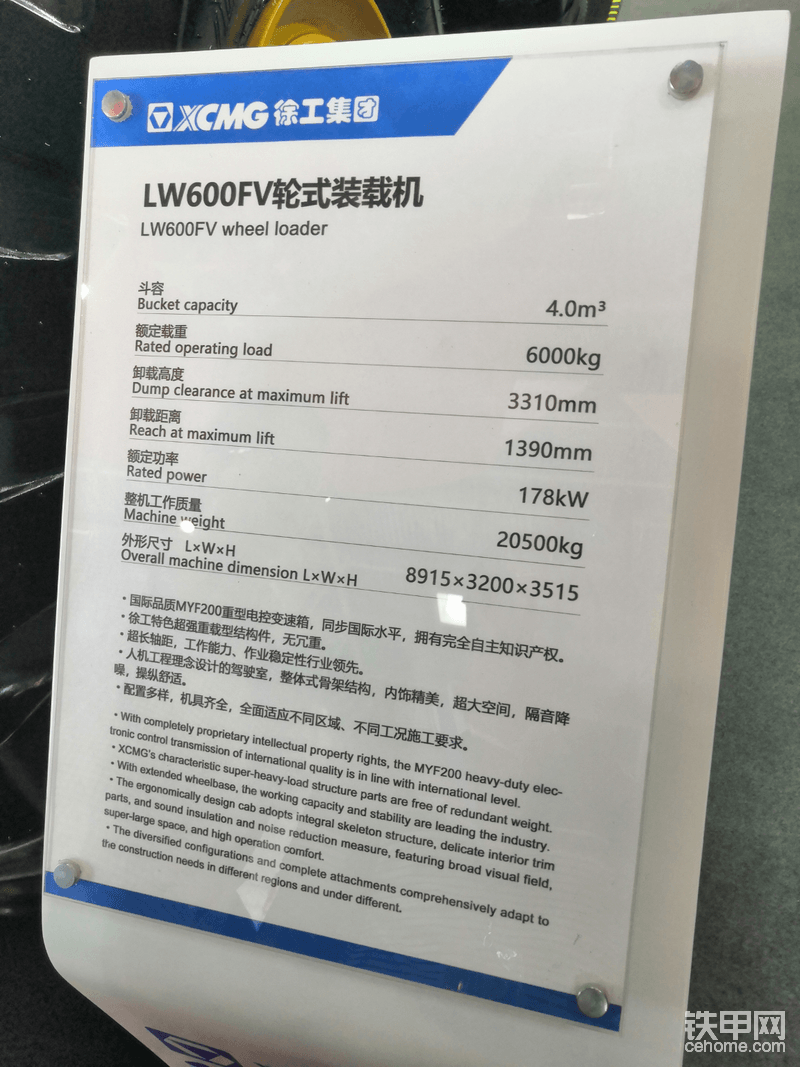 XCMG 徐工集团
LW600FV轮式装载机
LW600FV wheel loader
斗容
Bucket capacity
4.0m³
额定载重
Rated operating load
6000kg
卸载高度
Dump clearance at maximum lift
3310mm
卸载距离
Reach at maximum lift
1390mm
额定功率
Rated power
178kW
整机工作质量
Machine weight
20500kg
外形尺寸 L×W×H
Overall machine dimension L×W×H
8915×3200×3515
·国际品质MYF200重型电控变速箱，同步国际水平，拥有完全自主知识产权。
·徐工特色超强重载型结构件，无冗重。
·超长轴距，工作能力、作业稳定性行业领先。
·人机工程理念设计的驾驶室，整体式骨架结构，内饰精美，超大空间，隔音降
噪，操纵舒适。
·配置多样，机具齐全，全面适应不同区域、不同工况施工要求。
·With completely proprietary intellectual property rights, the MYF200 heavy-duty elec-
tronic control transmission of international quality is in line with international level.
·XCMG's characteristic super-heavy-load structure parts are free of redundant weight.
·With extended wheelbase, the working capacity and stability are leading the industry.
·The ergonomically design cab adopts integral skeleton structure, delicate interior trim
parts, and sound insulation and noise reduction measure, featuring broad visual field,
super-large space, and high operation comfort.
·The diversified configurations and complete attachments comprehensively adapt to
the construction needs in different regions and under different.
铁甲网
cehome.com